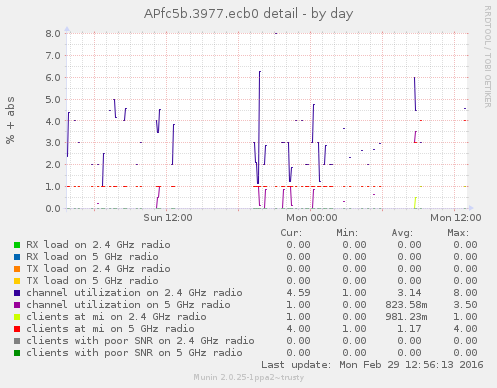 APfc5b.3977.ecb0 detail - by day
RRDTOOL / TOBI OETIKER
% + abs
8.0
7.0
6.0
5.0
4.0
3.0
2.0
1.0
0.0
Sun 12:00 Mon 00:00 Mon 12:00
Cur: Min: Avg: Max:
RX load on 2.4 GHz radio 0.00 0.00 0.00 0.00
RX load on 5 GHz radio 0.00 0.00 0.00 0.00
TX load on 2.4 GHz radio 0.00 0.00 0.00 0.00
TX load on 5 GHz radio 0.00 0.00 0.00 0.00
channel utilization on 2.4 GHz radio 4.59 1.00 3.14 8.00
channel utilization on 5 GHz radio 1.00 0.00 823.58m 3.50
clients at mi on 2.4 GHz radio 1.00 0.00 981.23m 1.00
clients at mi on 5 GHz radio 4.00 1.00 1.17 4.00
clients with poor SNR on 2.4 GHz radio 0.00 0.00 0.00 0.00
clients with poor SNR on 5 GHz radio 0.00 0.00 0.00 0.00
Last update: Mon Feb 29 12:56:13 2016
Munin 2.0.25-1ppa2~trusty